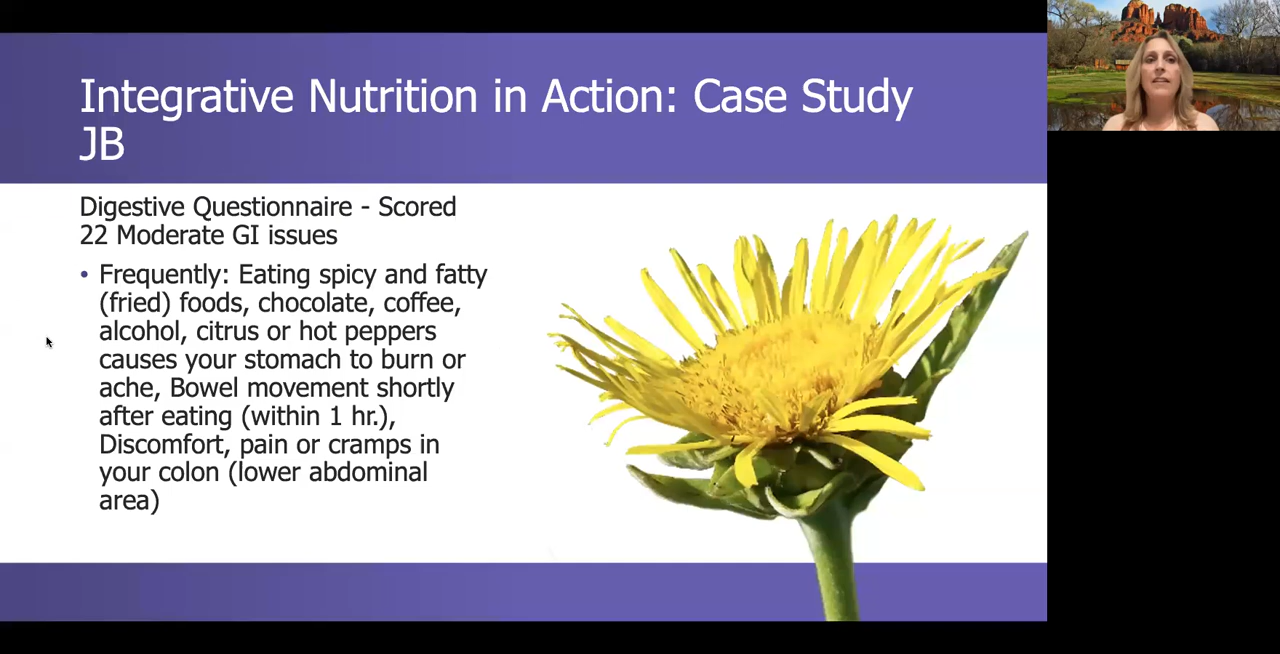 Integrative Nutrition in Action: Case Study
JB
Digestive Questionnaire - Scored
22 Moderate GI issues
• Frequently: Eating spicy and fatty
(fried) foods, chocolate, coffee,
alcohol, citrus or hot peppers
causes your stomach to burn or
ache, Bowel movement shortly
after eating (within 1 hr.),
Discomfort, pain or cramps in
your colon (lower abdominal
area)